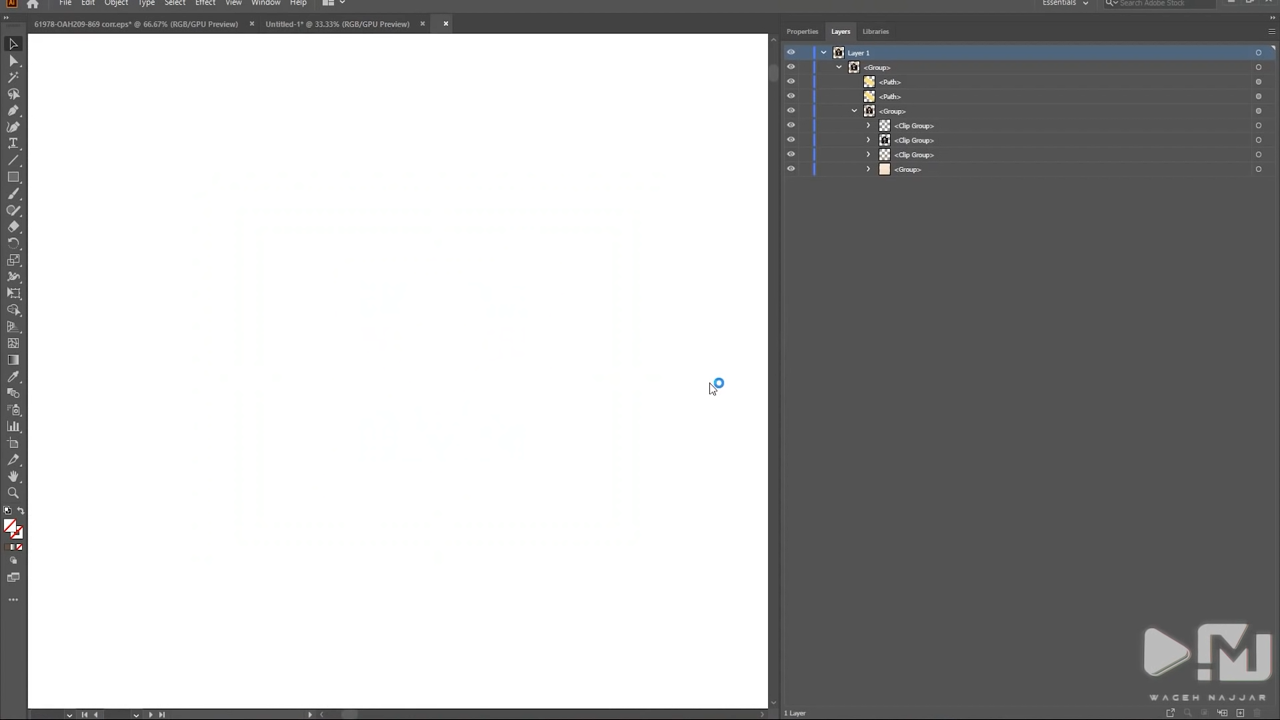 File Edit Object Type Select Effect View Window Help
Essentials
Search Adobe Stock
61978-OAH209-869 corr.eps* @ 66.67% (RGB/GPU Preview) ×
Untitled-1* @ 33.33% (RGB/GPU Preview) ×
×
Properties Layers Libraries
Layer 1
<Group>
<Path>
<Path>
<Group>
<Clip Group>
<Clip Group>
<Clip Group>
<Group>
WAGEH NAJJAR
1 Layer